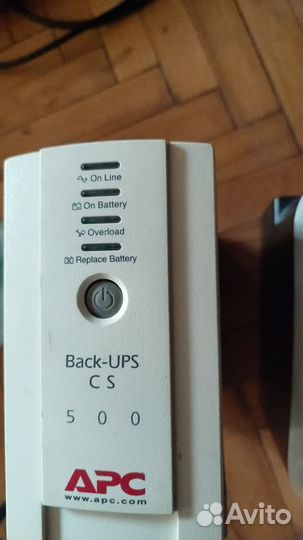 On Line
On Battery
Overload
Replace Battery
Back-UPS
CS
500
APC
www.apc.com
Avito